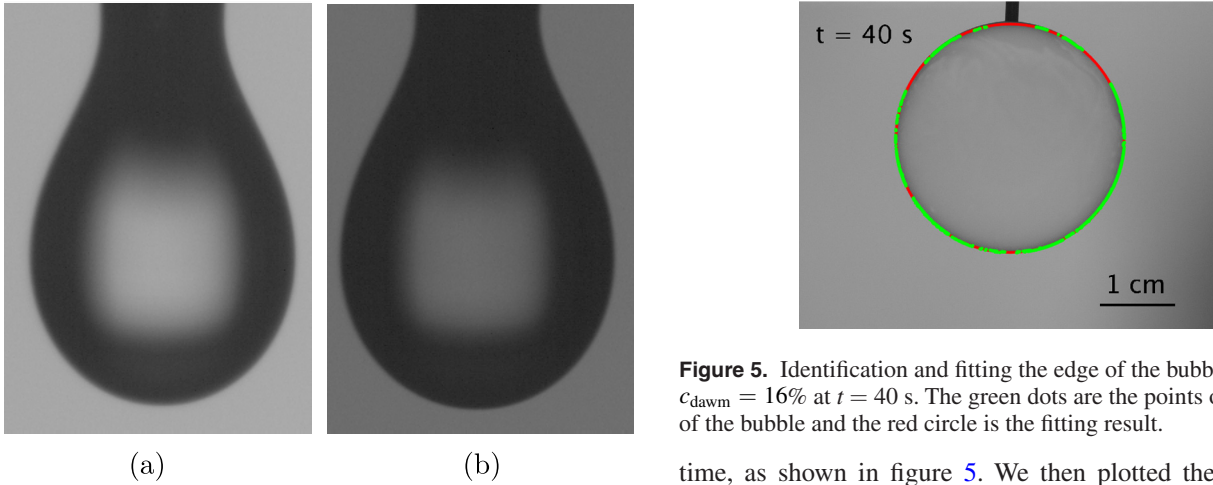 (a)
(b)
t = 40 s
1 cm
Figure 5. Identification and fitting the edge of the
c_dawm = 16% at t = 40 s. The green dots are the points
of the bubble and the red circle is the fitting result.
time, as shown in figure 5. We then plotted the